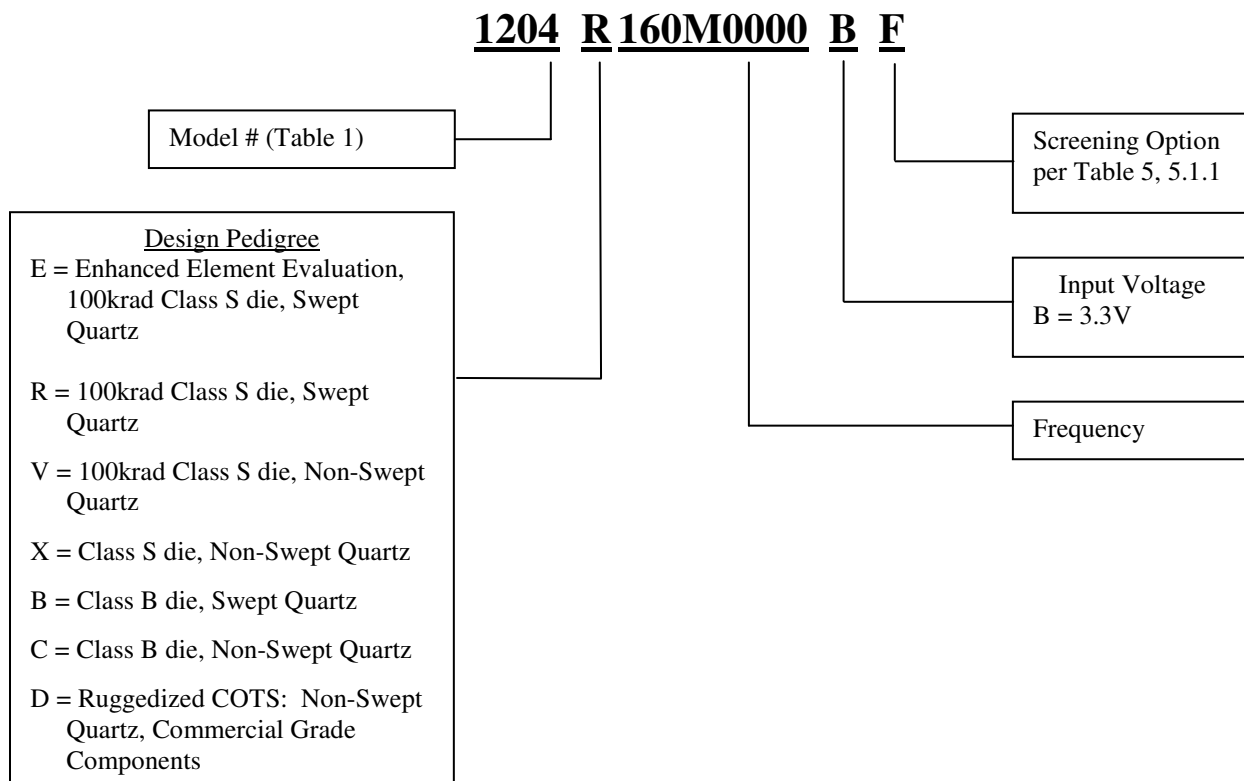 1204 R 160M0000 B F
Model # (Table 1)
Screening Option
per Table 5, 5.1.1
Design Pedigree
E = Enhanced Element Evaluation,
100krad Class S die, Swept
Quartz
R = 100krad Class S die, Swept
Quartz
V = 100krad Class S die, Non-Swept
Quartz
X = Class S die, Non-Swept Quartz
B = Class B die, Swept Quartz
C = Class B die, Non-Swept Quartz
D = Ruggedized COTS: Non-Swept
Quartz, Commercial Grade
Components
Input Voltage
B = 3.3V
Frequency